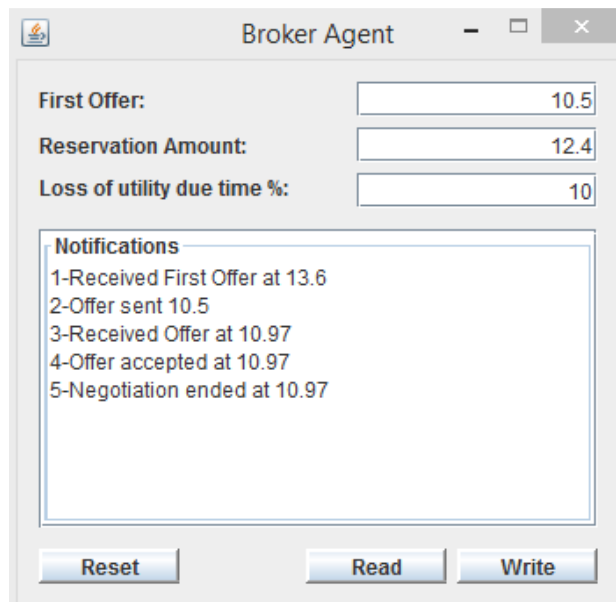 Broker Agent
First Offer: 10.5
Reservation Amount: 12.4
Loss of utility due time %: 10
Notifications
1-Received First Offer at 13.6
2-Offer sent 10.5
3-Received Offer at 10.97
4-Offer accepted at 10.97
5-Negotiation ended at 10.97
Reset Read Write